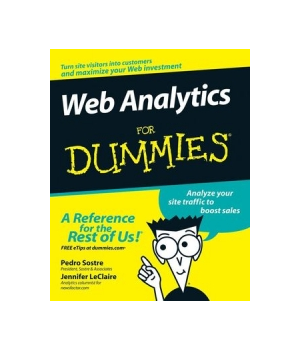 Turn site visitors into customers
and maximize your Web investment
Web Analytics
FOR
DUMMIES®
Analyze your
site traffic to
boost sales
A Reference
for the
Rest of Us!®
FREE eTips at dummies.com®
Pedro Sostre
President, Sostre & Associates
Jennifer LeClaire
Analytics columnist for
newsfactor.com